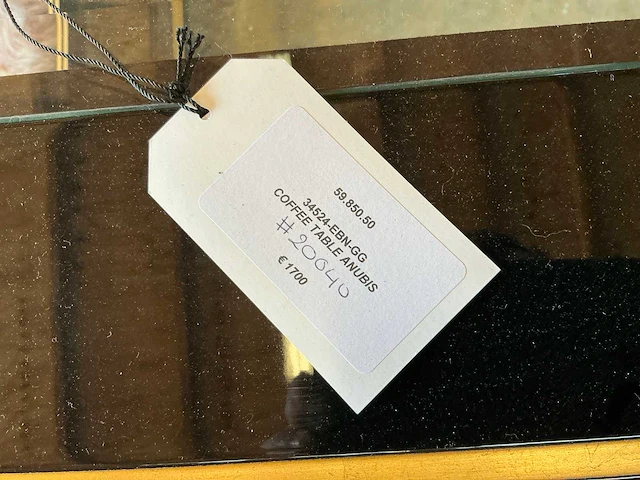 59.850.50
34524-EBN-GG
COFFEE TABLE ANUBIS
#20040
€ 1700